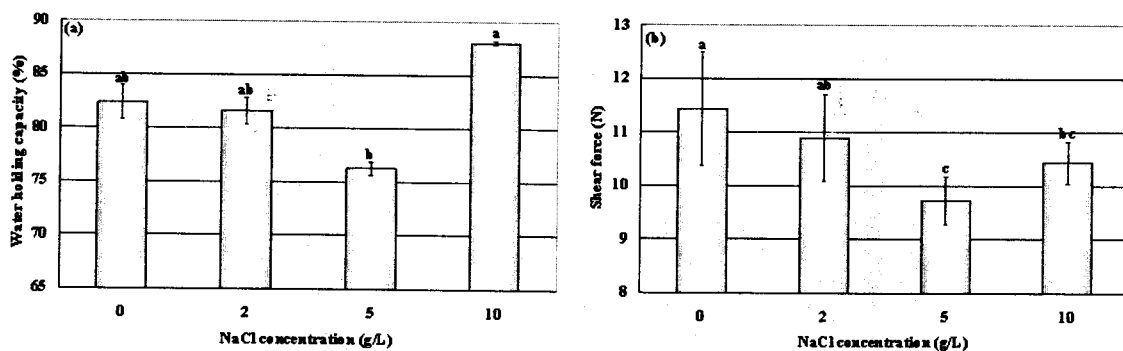 (a)
Water holding capacity (%)
90
85
80
75
70
65
ab
ab
b
a
0 2 5 10
NaCl concentration (g/L)
(b)
Shear force (N)
13
12
11
10
9
8
a
ab
c
bc
0 2 5 10
NaCl concentration (g/L)